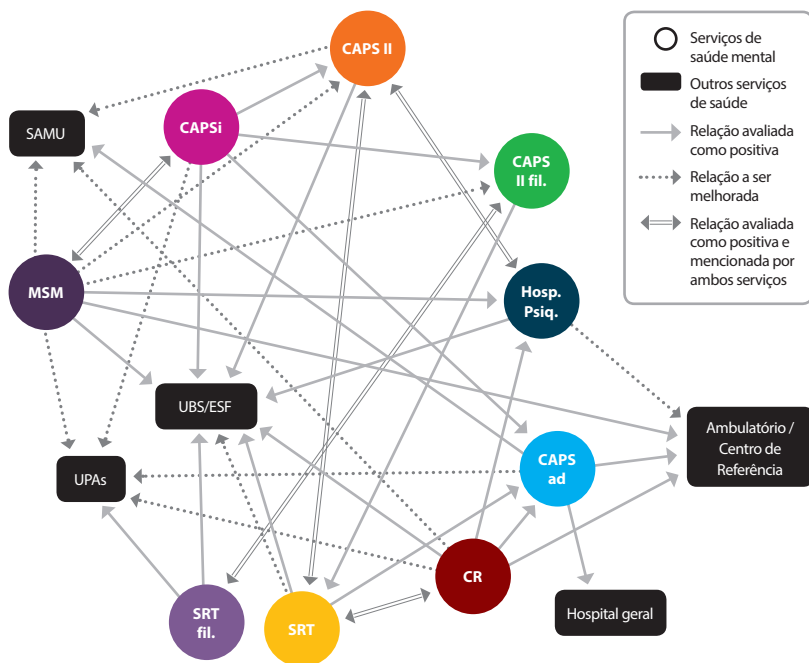 CAPS II
SAMU
CAPSi
CAPS
II fil.
MSM
Hosp.
Psiq.
UBS/ESF
Ambulatório /
Centro de
Referência
UPAs
CAPS
ad
CR
SRT
fil.
SRT
Hospital geral
Serviços de
saúde mental
Outros serviços
de saúde
Relação avaliada
como positiva
Relação a ser
melhorada
Relação avaliada
como positiva e
mencionada por
ambos serviços